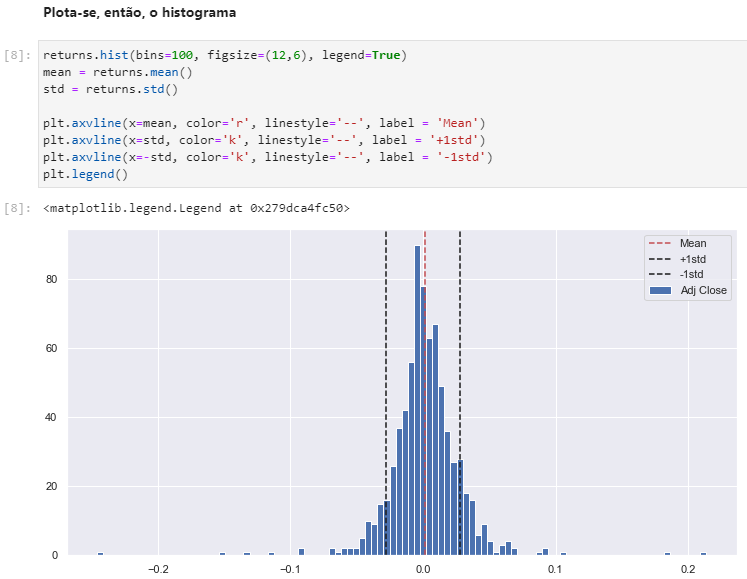 Plota-se, então, o histograma
[8]: returns.hist(bins=100, figsize=(12,6), legend=True)
mean = returns.mean()
std = returns.std()
plt.axvline(x=mean, color='r', linestyle='--', label = 'Mean')
plt.axvline(x=std, color='k', linestyle='--', label = '+1std')
plt.axvline(x=-std, color='k', linestyle='--', label = '-1std')
plt.legend()
[8]: <matplotlib.legend.Legend at 0x279dca4fc50>
Mean
+1std
-1std
Adj Close
80
60
40
20
0
−0.2 −0.1 0.0 0.1 0.2